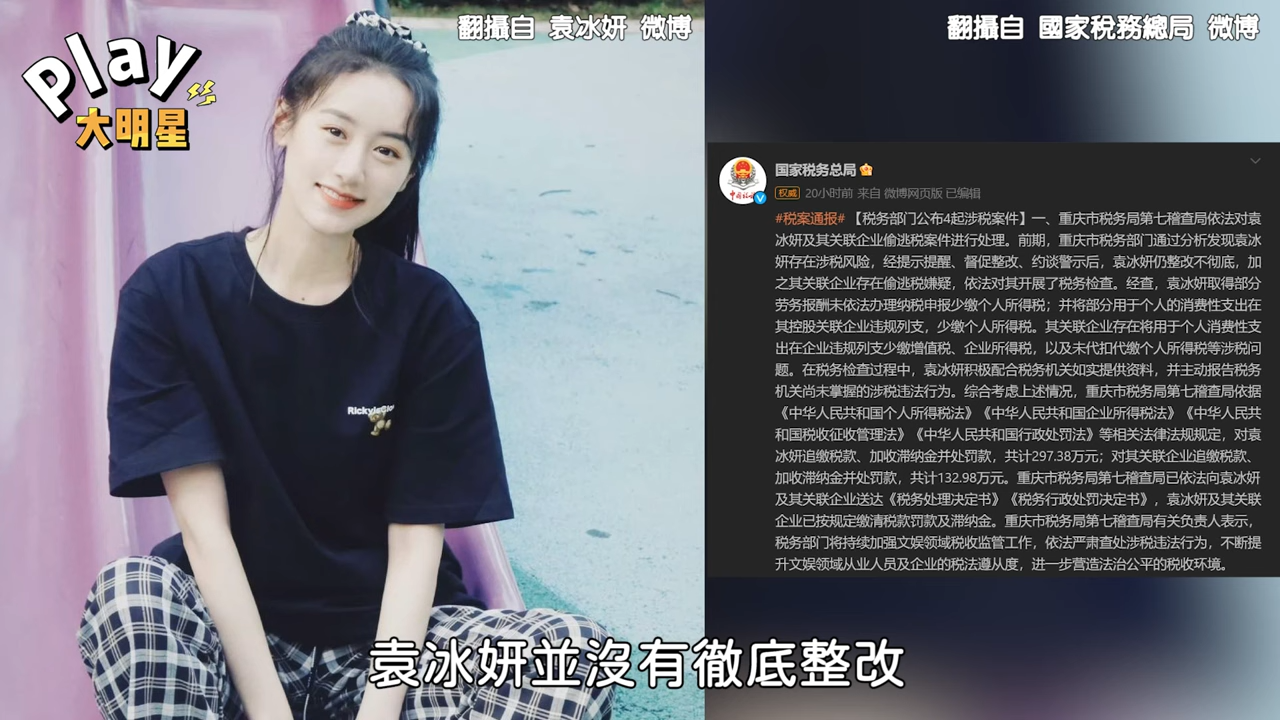 翻攝自 袁冰妍 微博
翻攝自 國家稅務總局 微博
Play
大明星
国家税务总局
权威 20小时前 来自 微博网页版 已编辑
#税案通报#【税务部门公布4起涉税案件】一、重庆市税务局第七稽查局依法对袁
冰妍及其关联企业偷逃税案件进行处理。前期，重庆市税务部门通过分析发现袁冰
妍存在涉税风险，经提示提醒、督促整改、约谈警示后，袁冰妍仍整改不彻底，加
之其关联企业存在偷逃税嫌疑，依法对其开展了税务检查。经查，袁冰妍取得部分
劳务报酬未依法办理纳税申报少缴个人所得税；并将部分用于个人的消费性支出在
其控股关联企业违规列支，少缴个人所得税。其关联企业存在将用于个人消费性支
出在企业违规列支少缴增值税、企业所得税，以及未代扣代缴个人所得税等涉税问
题。在税务检查过程中，袁冰妍积极配合税务机关如实提供资料，并主动报告税务
机关尚未掌握的涉税违法行为。综合考虑上述情况，重庆市税务局第七稽查局依据
《中华人民共和国个人所得税法》《中华人民共和国企业所得税法》《中华人民共
和国税收征收管理法》《中华人民共和国行政处罚法》等相关法律法规规定，对袁
冰妍追缴税款、加收滞纳金并处罚款，共计297.38万元；对其关联企业追缴税款、
加收滞纳金并处罚款，共计132.98万元。重庆市税务局第七稽查局已依法向袁冰妍
及其关联企业送达《税务处理决定书》《税务行政处罚决定书》，袁冰妍及其关联
企业已按规定缴清税款罚款及滞纳金。重庆市税务局第七稽查局有关负责人表示，
税务部门将持续加强文娱领域税收监管工作，依法严肃查处涉税违法行为，不断提
升文娱领域从业人员及企业的税法遵从度，进一步营造法治公平的税收环境。
袁冰妍並沒有徹底整改